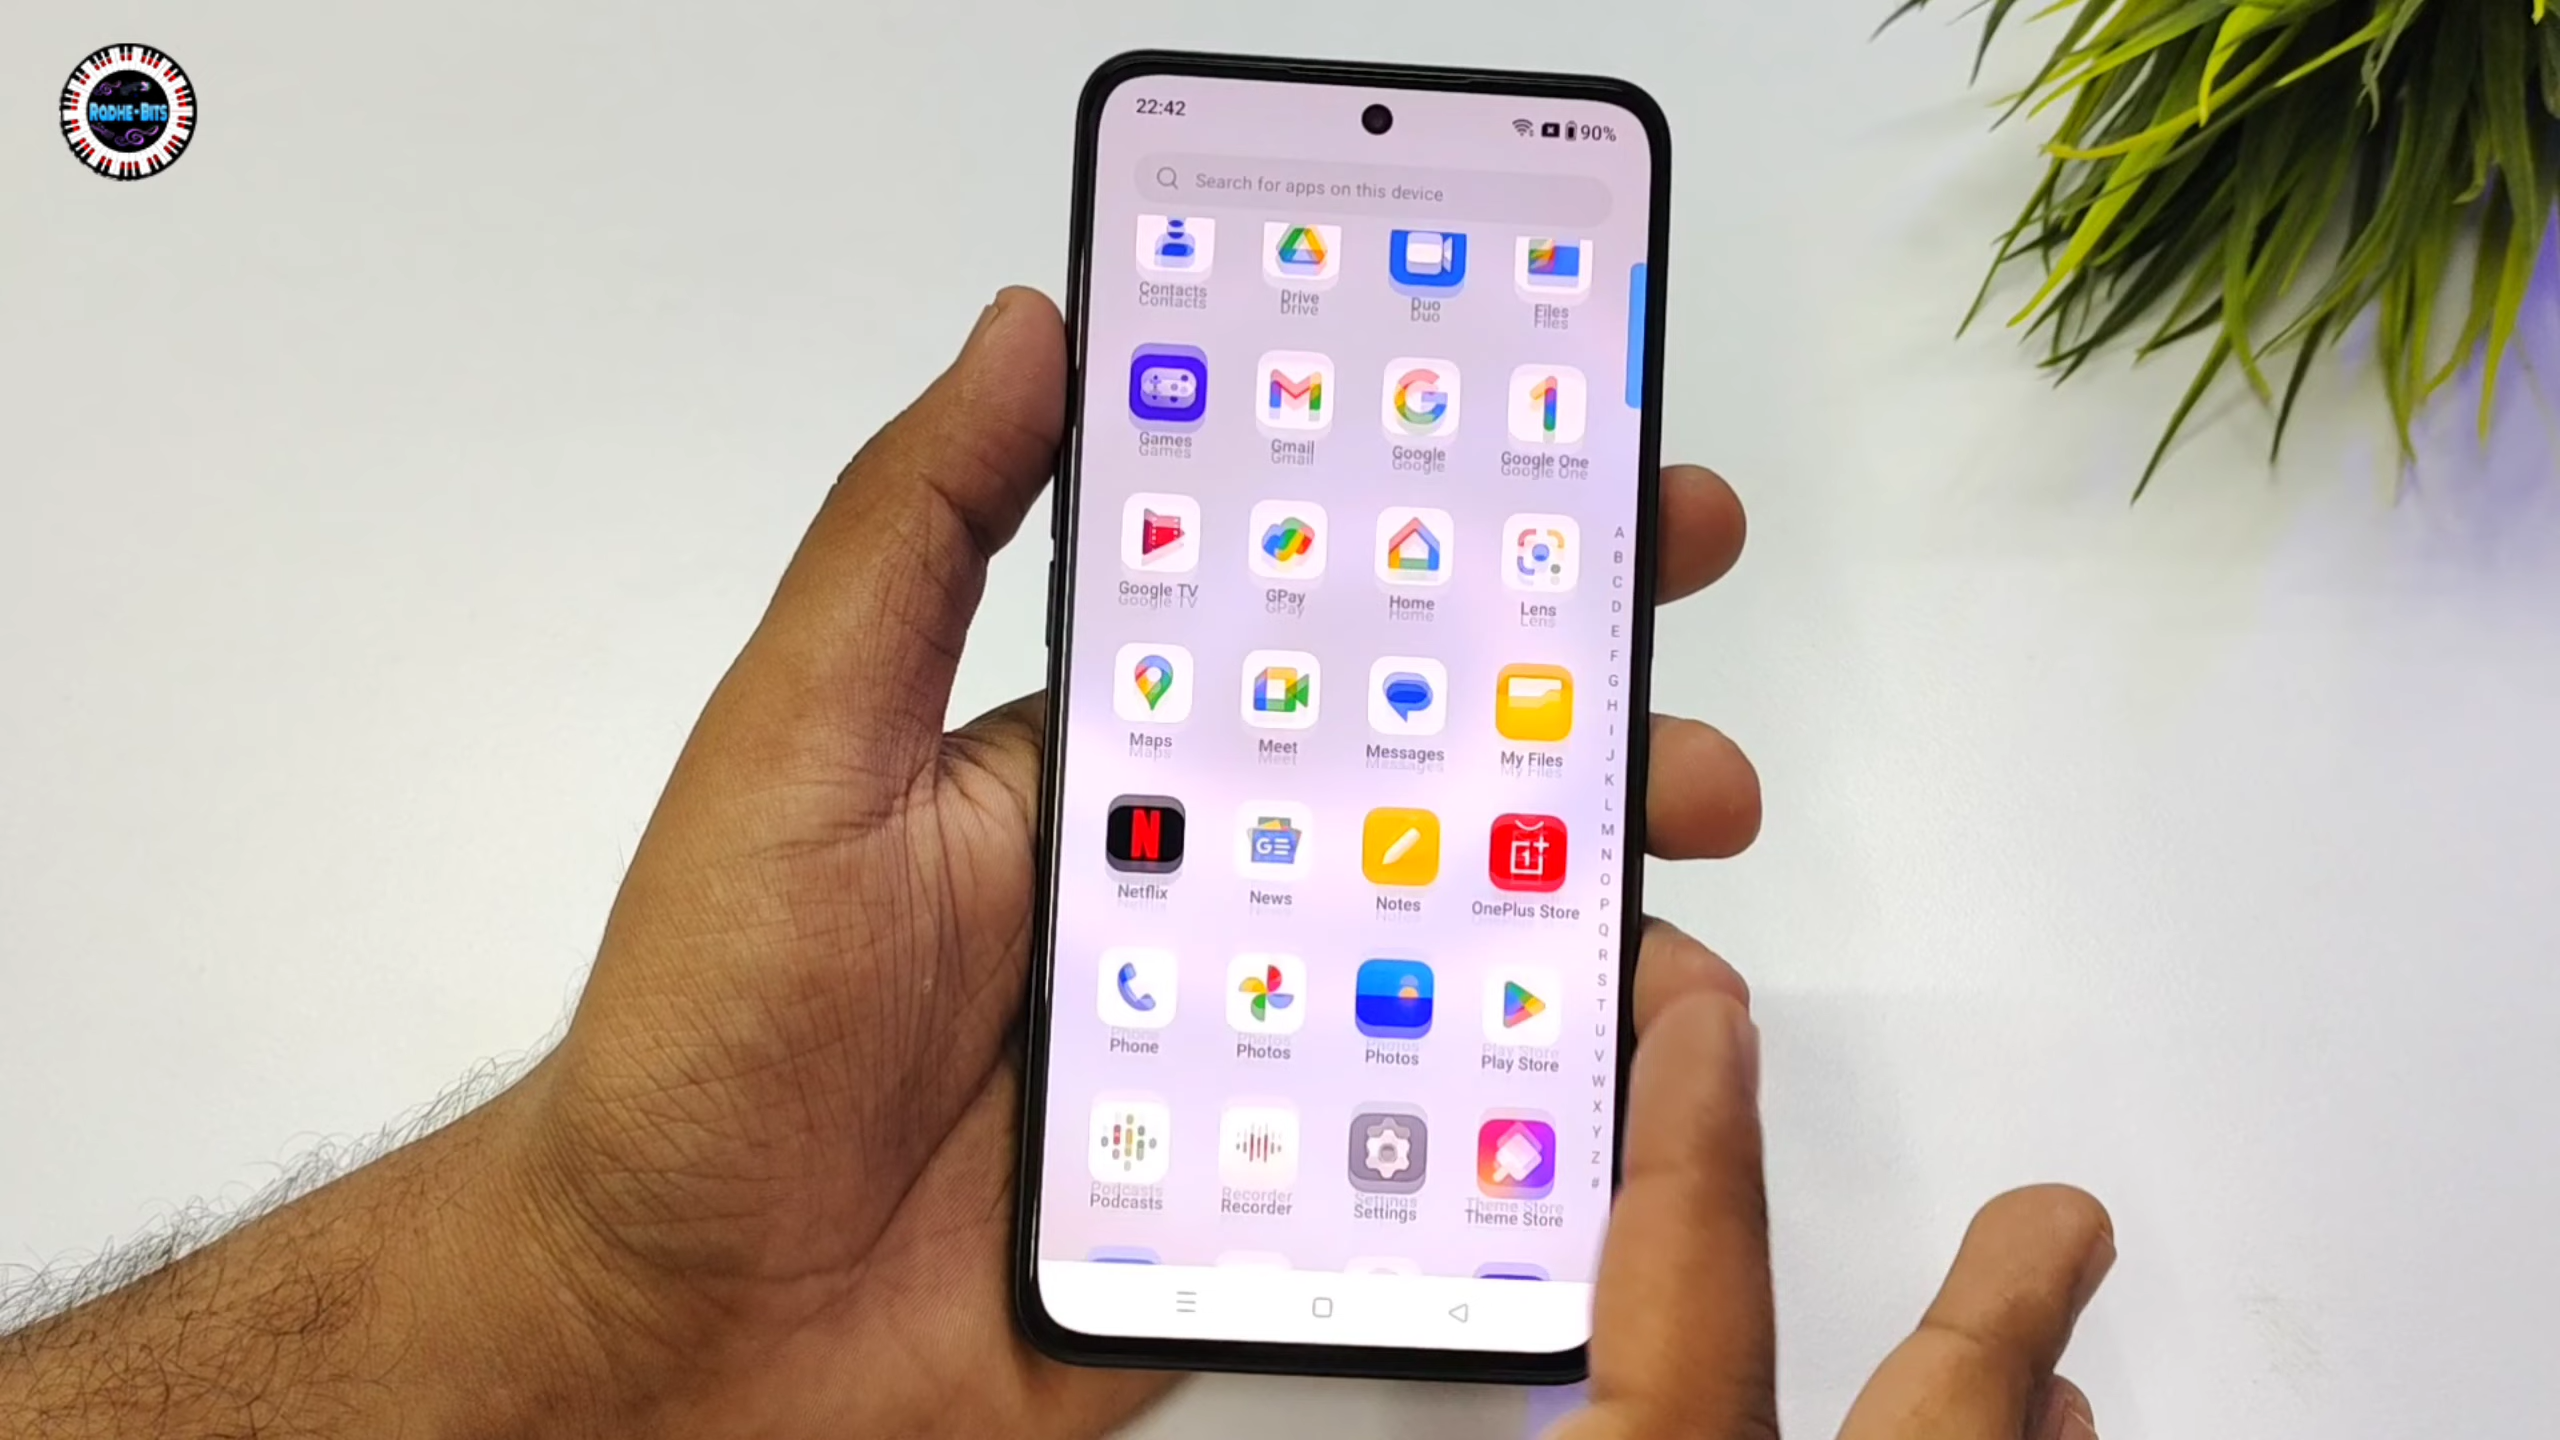 RODHE-BITS
22:42
90%
Search for apps on this device
Contacts Drive Duo Files
Games Gmail Google Google One
Google TV GPay Home Lens
Maps Meet Messages My Files
Netflix News Notes OnePlus Store
Phone Photos Photos Play Store
Podcasts Recorder Settings Theme Store
A
B
C
D
E
F
G
H
I
J
K
L
M
N
O
P
Q
R
S
T
U
V
W
X
Y
Z
#